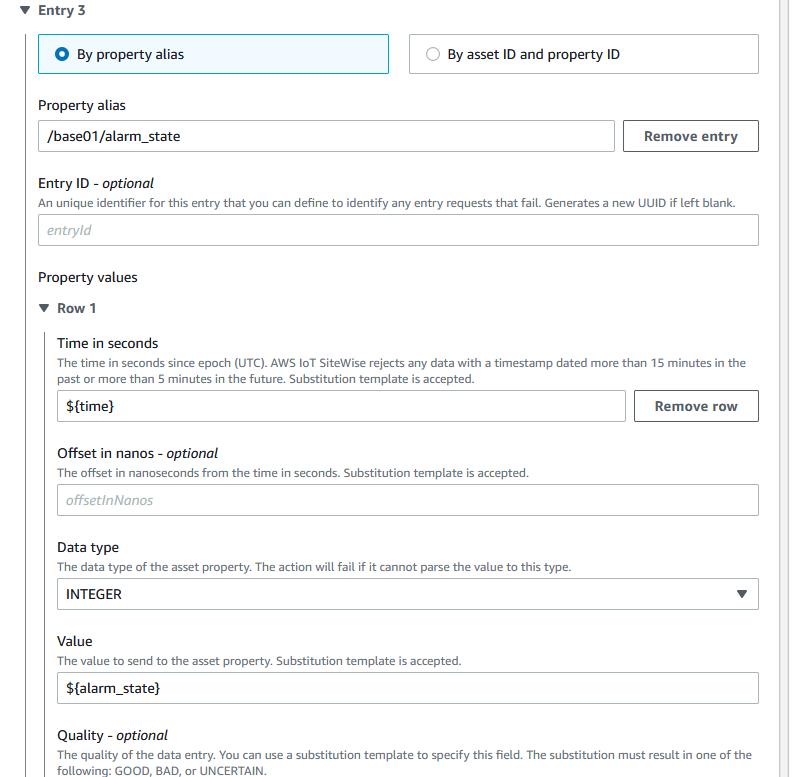 Entry 3
By property alias
By asset ID and property ID
Property alias
/base01/alarm_state
Remove entry
Entry ID - optional
An unique identifier for this entry that you can define to identify any entry requests that fail. Generates a new UUID if left blank.
entryId
Property values
Row 1
Time in seconds
The time in seconds since epoch (UTC). AWS IoT SiteWise rejects any data with a timestamp dated more than 15 minutes in the
past or more than 5 minutes in the future. Substitution template is accepted.
${time}
Remove row
Offset in nanos - optional
The offset in nanoseconds from the time in seconds. Substitution template is accepted.
offsetInNanos
Data type
The data type of the asset property. The action will fail if it cannot parse the value to this type.
INTEGER
Value
The value to send to the asset property. Substitution template is accepted.
${alarm_state}
Quality - optional
The quality of the data entry. You can use a substitution template to specify this field. The substitution must result in one of the
following: GOOD, BAD, or UNCERTAIN.